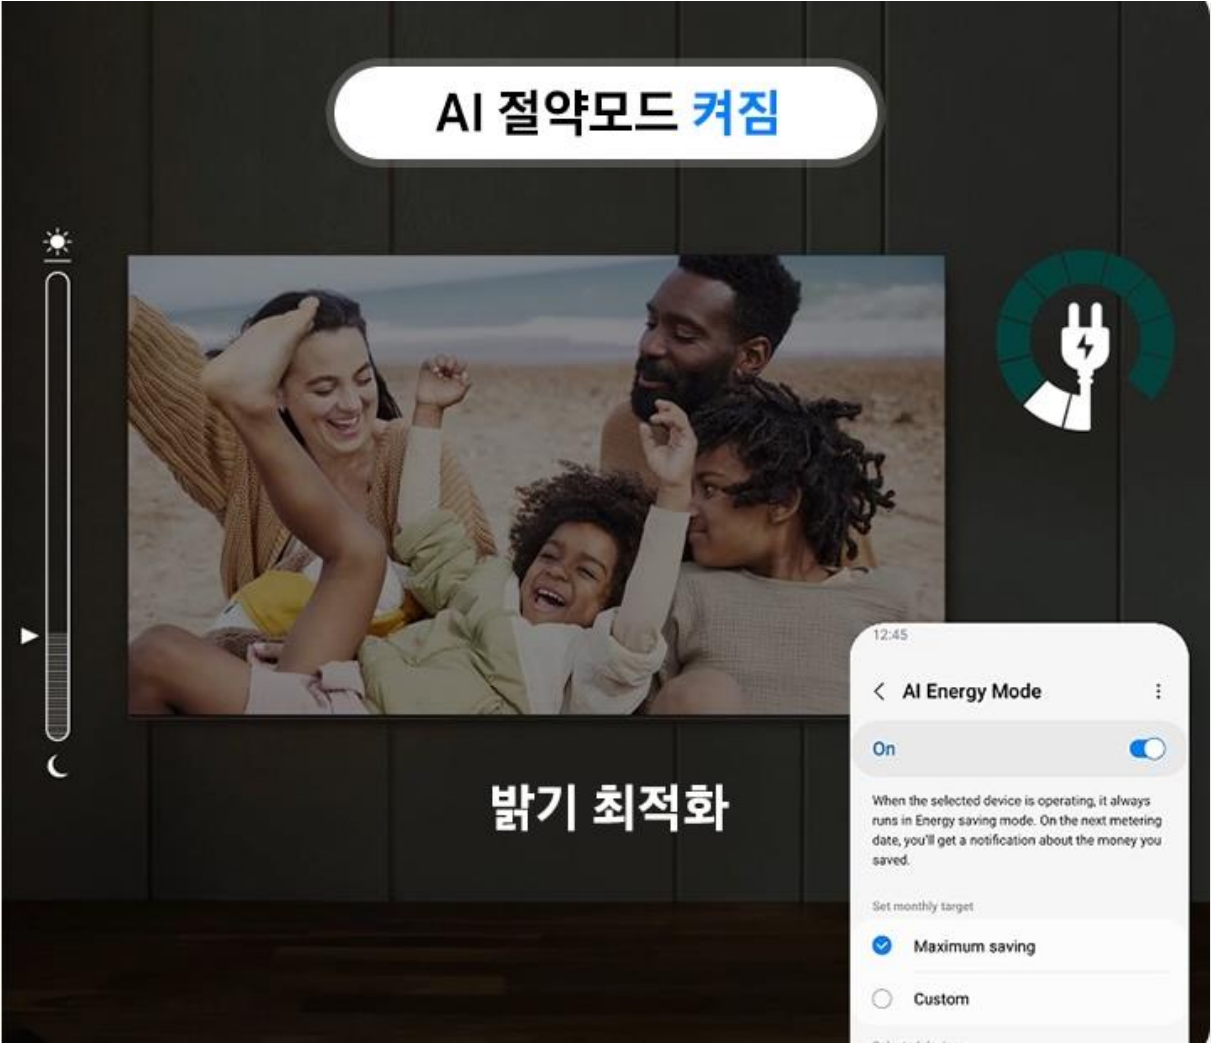 AI 절약모드 켜짐
밝기 최적화
12:45
AI Energy Mode
On
When the selected device is operating, it always
runs in Energy saving mode. On the next metering
date, you'll get a notification about the money you
saved.
Set monthly target
Maximum saving
Custom